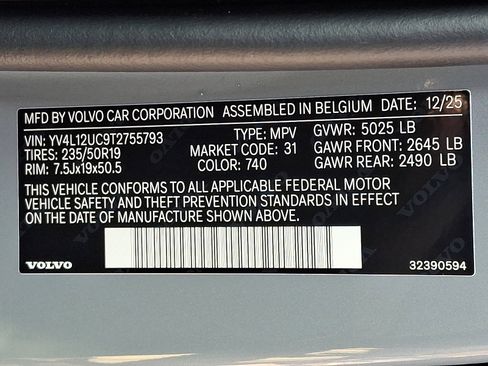 MFD BY VOLVO CAR CORPORATION ASSEMBLED IN BELGIUM DATE: 12/25
VIN: YV4L12UC9T2755793 TYPE: MPV GVWR: 5025 LB
TIRES: 235/50R19 MARKET CODE: 31 GAWR FRONT: 2645 LB
RIM: 7.5Jx19x50.5 COLOR: 740 GAWR REAR: 2490 LB
THIS VEHICLE CONFORMS TO ALL APPLICABLE FEDERAL MOTOR
VEHICLE SAFETY AND THEFT PREVENTION STANDARDS IN EFFECT
ON THE DATE OF MANUFACTURE SHOWN ABOVE.
VOLVO 32390594